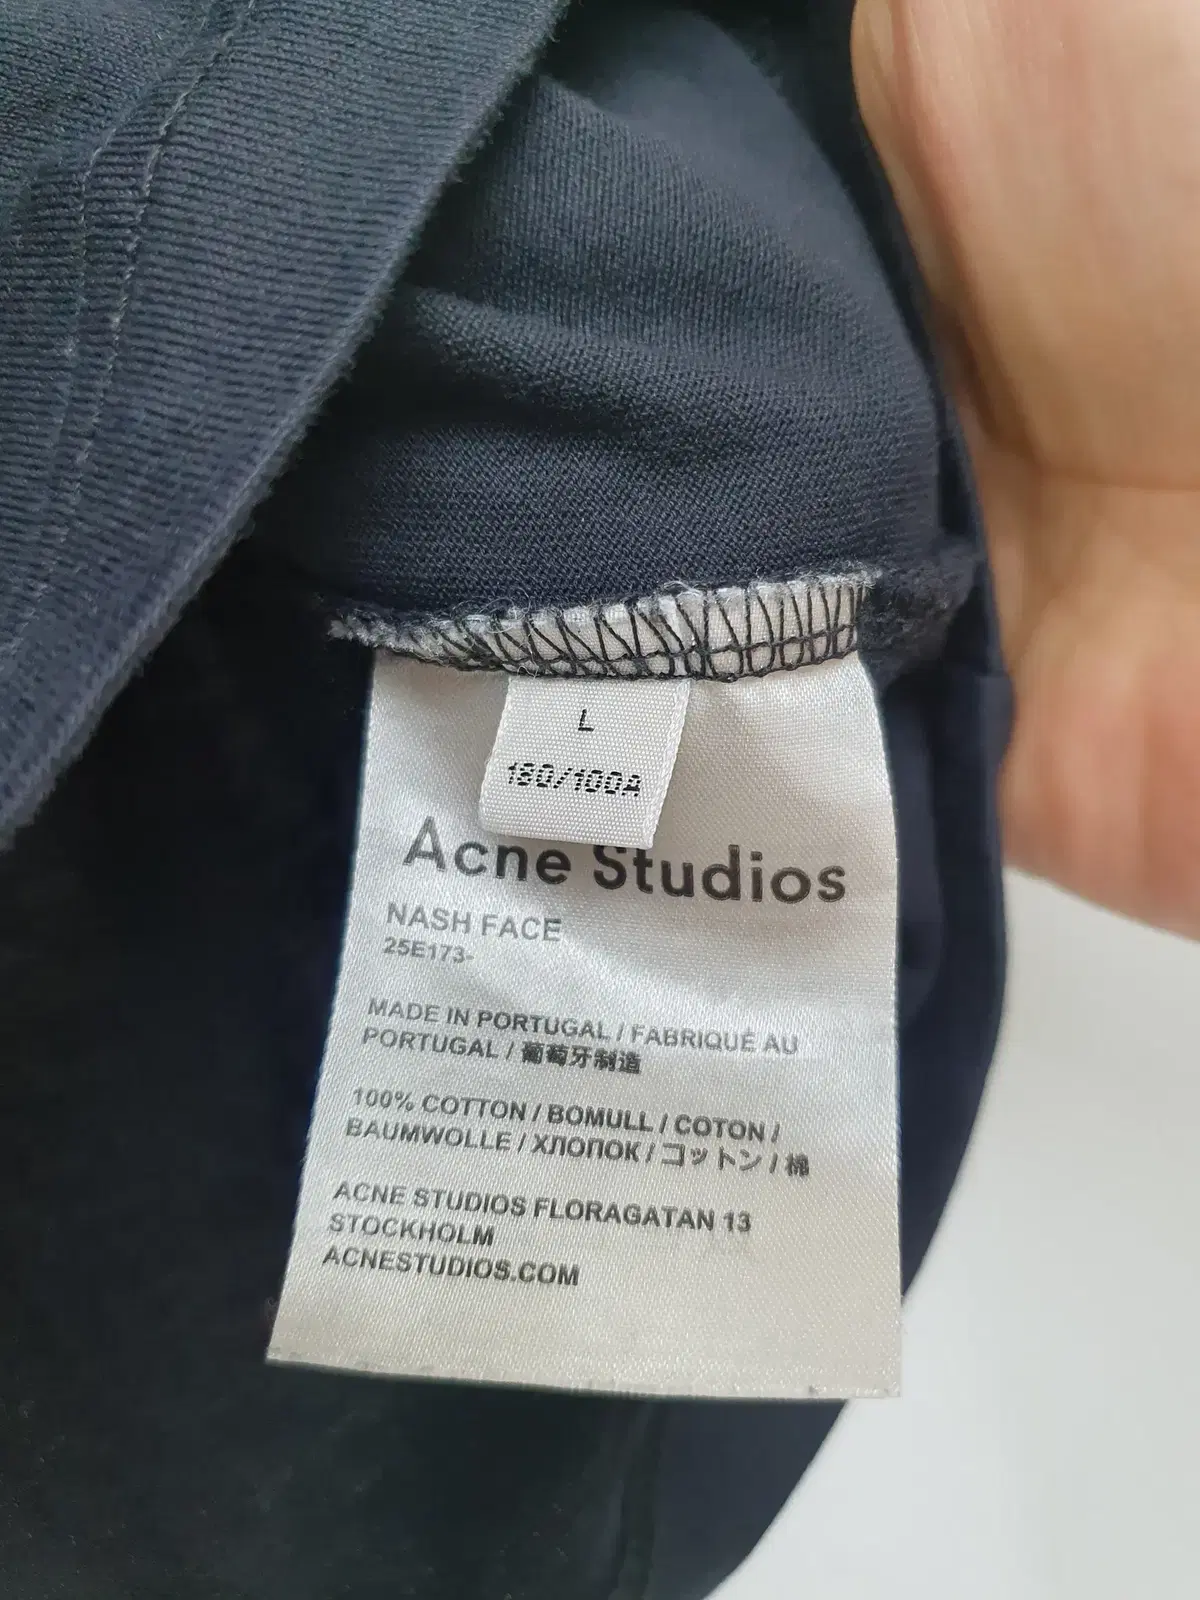 L
180/100A
Acne Studios
NASH FACE
25E173-
MADE IN PORTUGAL / FABRIQUÉ AU
PORTUGAL / 葡萄牙制造
100% COTTON / BOMULL / COTON /
BAUMWOLLE / ХЛОПОК / コットン / 棉
ACNE STUDIOS FLORAGATAN 13
STOCKHOLM
ACNESTUDIOS.COM